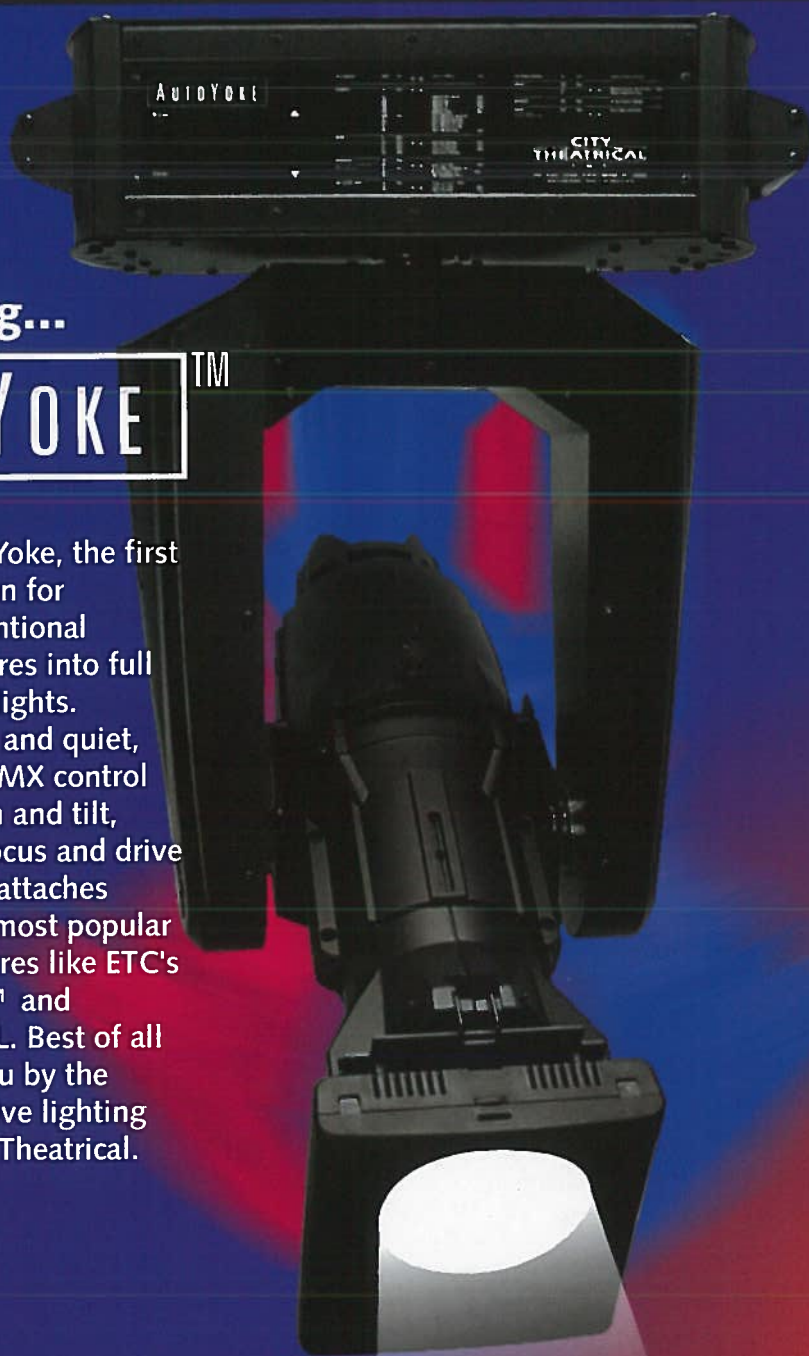 AUTOYOKE
CITY
THEATRICAL
g...
YOKE
TM
Yoke, the first
n for
ntional
res into full
ights.
and quiet,
MX control
n and tilt,
ocus and drive
attaches
most popular
res like ETC's
and
L. Best of all
u by the
ve lighting
Theatrical.